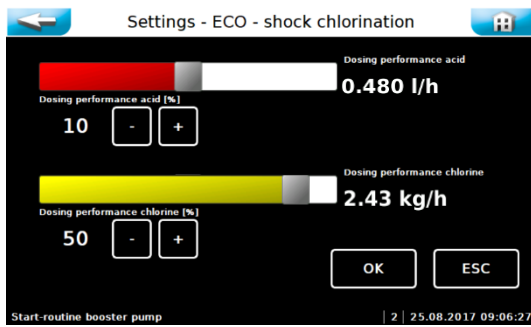 Settings - ECO - shock chlorination
Dosing performance acid
0.480 l/h
Dosing performance acid [%]
10 - +
Dosing performance chlorine
2.43 kg/h
Dosing performance chlorine [%]
50 - +
OK ESC
Start-routine booster pump | 2 | 25.08.2017 09:06:27